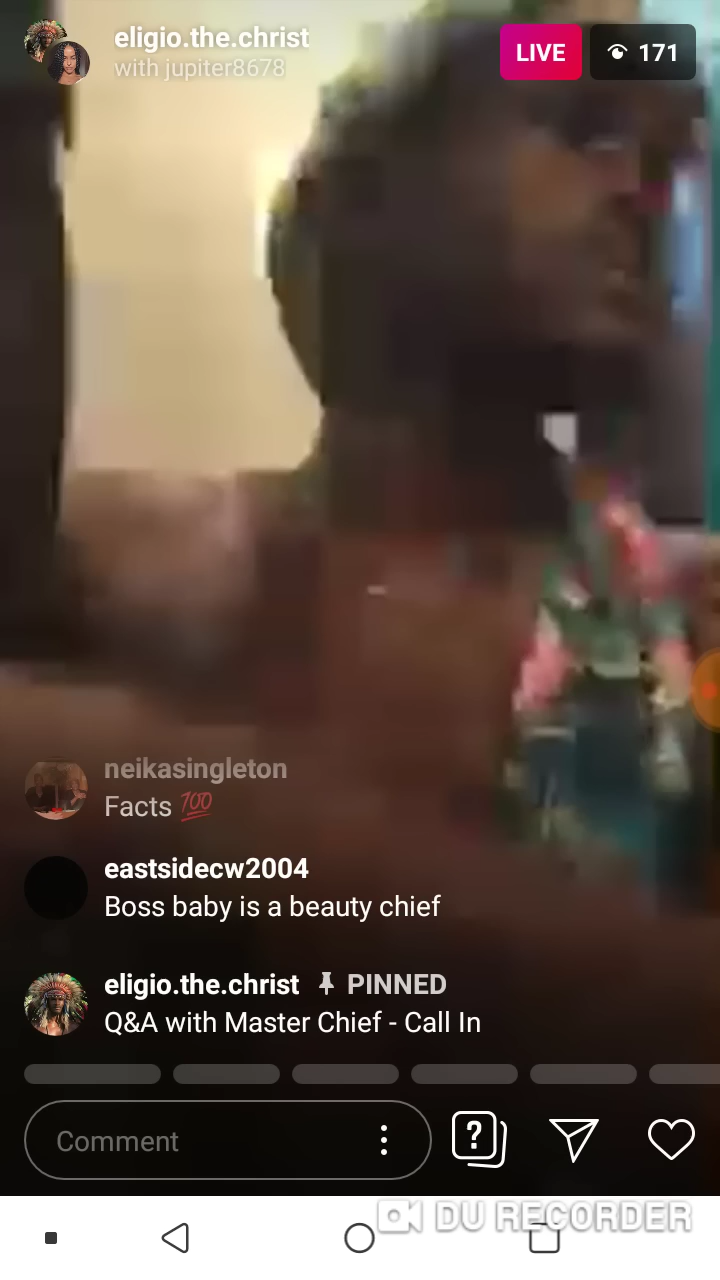 eligio.the.christ
with jupiter8678
LIVE
171
neikasingleton
Facts 💯
eastsidecw2004
Boss baby is a beauty chief
eligio.the.christ PINNED
Q&A with Master Chief - Call In
Comment
?
DU RECORDER